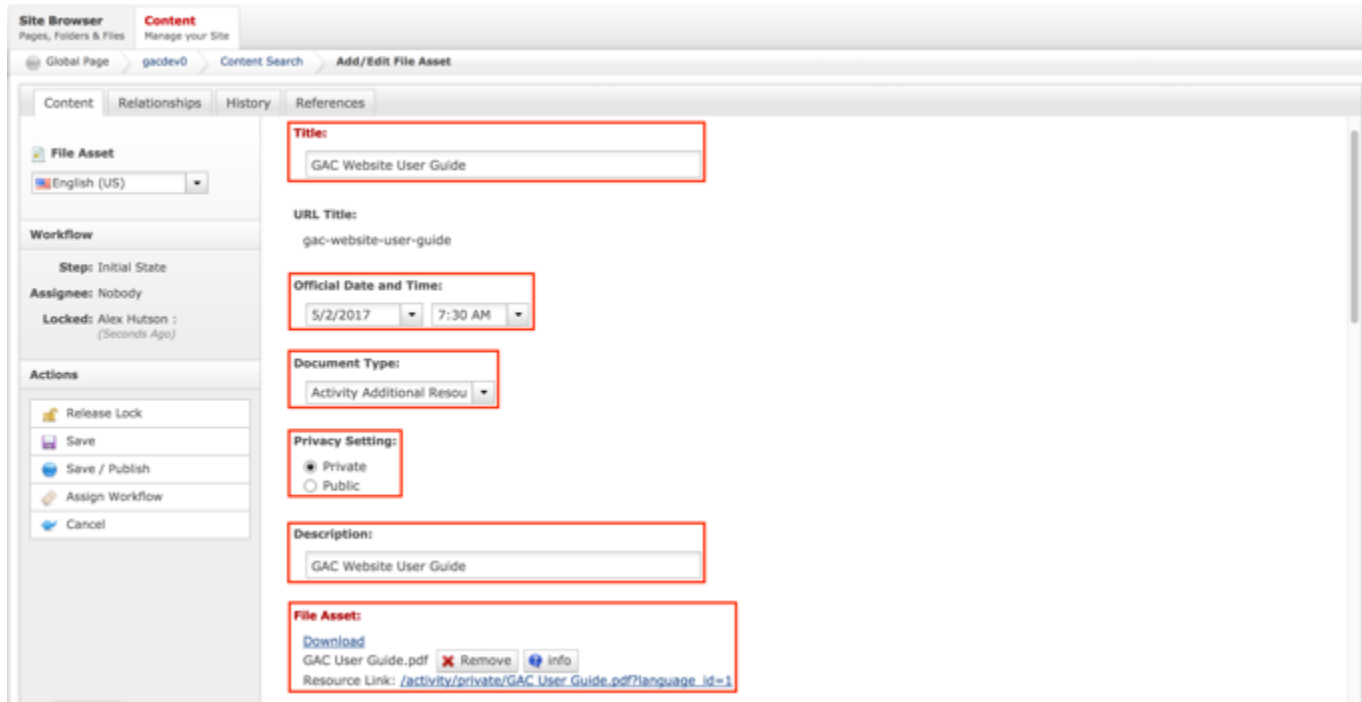 Site Browser
Pages, Folders & Files
Content
Manage your Site
Global Page
gacdev0
Content Search
Add/Edit File Asset
Content
Relationships
History
References
File Asset
English (US)
Workflow
Step: Initial State
Assignee: Nobody
Locked: Alex Hutson :
(Seconds Ago)
Actions
Release Lock
Save
Save / Publish
Assign Workflow
Cancel
Title:
GAC Website User Guide
URL Title:
gac-website-user-guide
Official Date and Time:
5/2/2017 7:30 AM
Document Type:
Activity Additional Resou
Privacy Setting:
Private
Public
Description:
GAC Website User Guide
File Asset:
Download
GAC User Guide.pdf Remove info
Resource Link: /activity/private/GAC User Guide.pdf?language_id=1